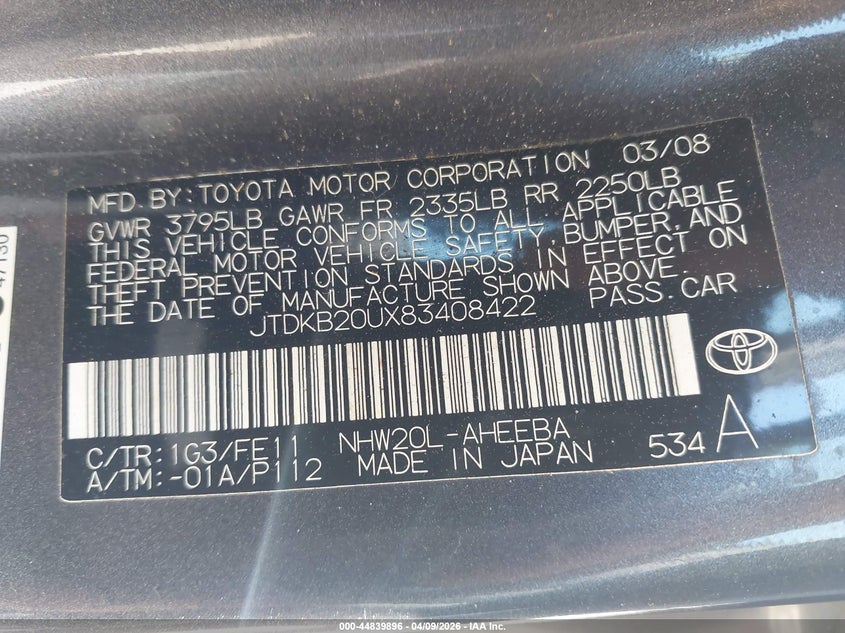 MFD. BY: TOYOTA MOTOR CORPORATION 03/08
GVWR 3795LB GAWR FR 2335LB RR 2250LB
THIS VEHICLE CONFORMS TO ALL APPLICABLE
FEDERAL MOTOR VEHICLE SAFETY, BUMPER, AND
THEFT PREVENTION STANDARDS IN EFFECT ON
THE DATE OF MANUFACTURE SHOWN ABOVE.
JTDKB20UX83408422 PASS. CAR
C/TR: 1G3/FE11 NHW20L-AHEEBA
A/TM: -01A/P112 MADE IN JAPAN 534 A
47130
000-44839896 - 04/09/2026 - IAA Inc.